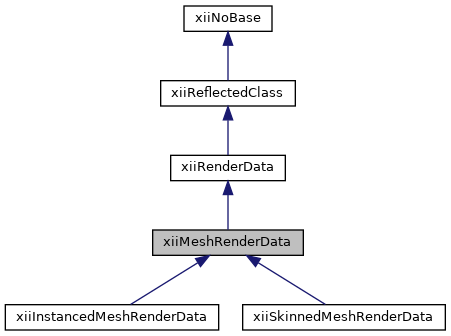 xiiNoBase
xiiReflectedClass
xiiRenderData
xiiMeshRenderData
xiiInstancedMeshRenderData
xiiSkinnedMeshRenderData